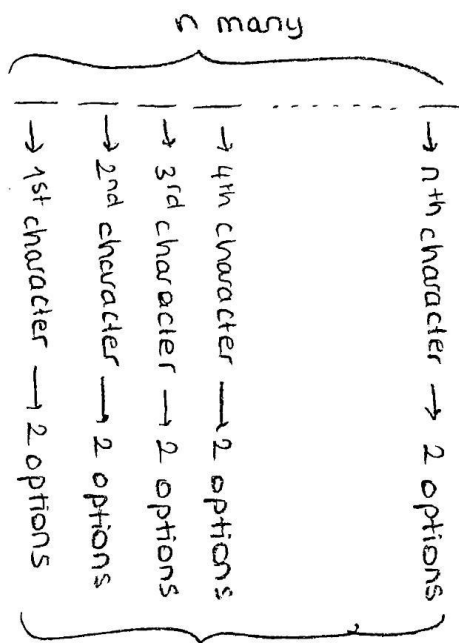 n many
→ 1st character → 2 options
→ 2nd character → 2 options
→ 3rd character → 2 options
→ 4th character → 2 options
.......
→ nth character → 2 options